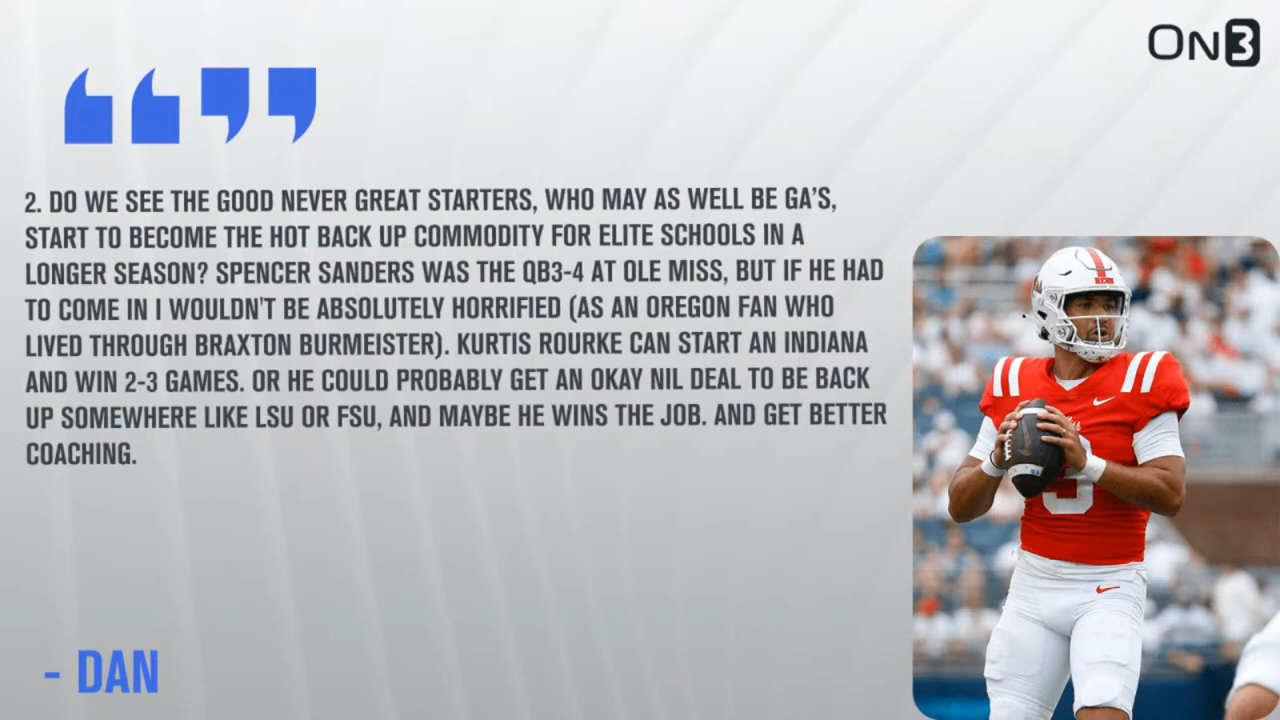 On3
2. DO WE SEE THE GOOD NEVER GREAT STARTERS, WHO MAY AS WELL BE GA'S,
START TO BECOME THE HOT BACK UP COMMODITY FOR ELITE SCHOOLS IN A
LONGER SEASON? SPENCER SANDERS WAS THE QB3-4 AT OLE MISS, BUT IF HE HAD
TO COME IN I WOULDN'T BE ABSOLUTELY HORRIFIED (AS AN OREGON FAN WHO
LIVED THROUGH BRAXTON BURMEISTER). KURTIS ROURKE CAN START AN INDIANA
AND WIN 2-3 GAMES. OR HE COULD PROBABLY GET AN OKAY NIL DEAL TO BE BACK
UP SOMEWHERE LIKE LSU OR FSU, AND MAYBE HE WINS THE JOB. AND GET BETTER
COACHING.
3
- DAN